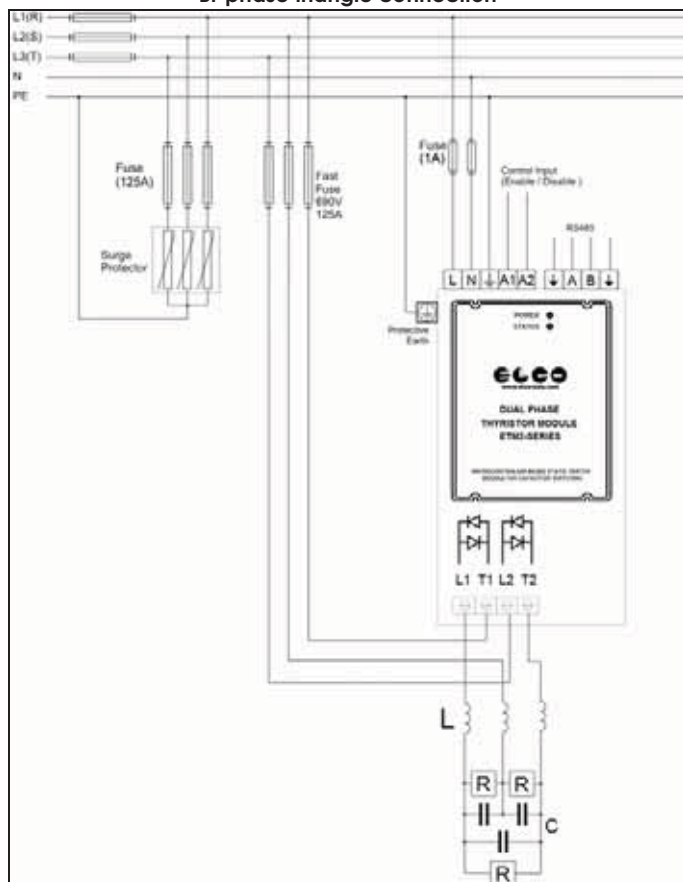 Bi-phase Triangle Connection
L1(R)
L2(S)
L3(T)
N
PE
Fuse
(125A)
Fast
Fuse
690V
125A
Fuse
(1A)
Control Input
(Enable / Disable )
RS485
Surge
Protector
L N A1 A2 A B
Protective
Earth
POWER
STATUS
ELCO
DUAL PHASE
THYRISTOR MODULE
ETM2-SERIES
L1 T1 L2 T2
L
R R
C
R